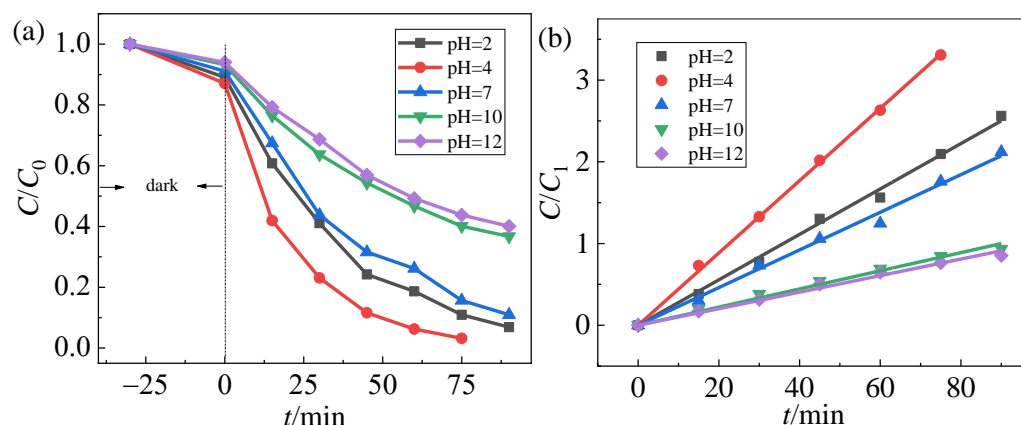 (a)
C/C0
1.0
0.8
0.6
0.4
0.2
0.0
dark
pH=2
pH=4
pH=7
pH=10
pH=12
−25
0
25
50
75
t/min
(b)
C/C1
3
2
1
0
pH=2
pH=4
pH=7
pH=10
pH=12
0
20
40
60
80
t/min